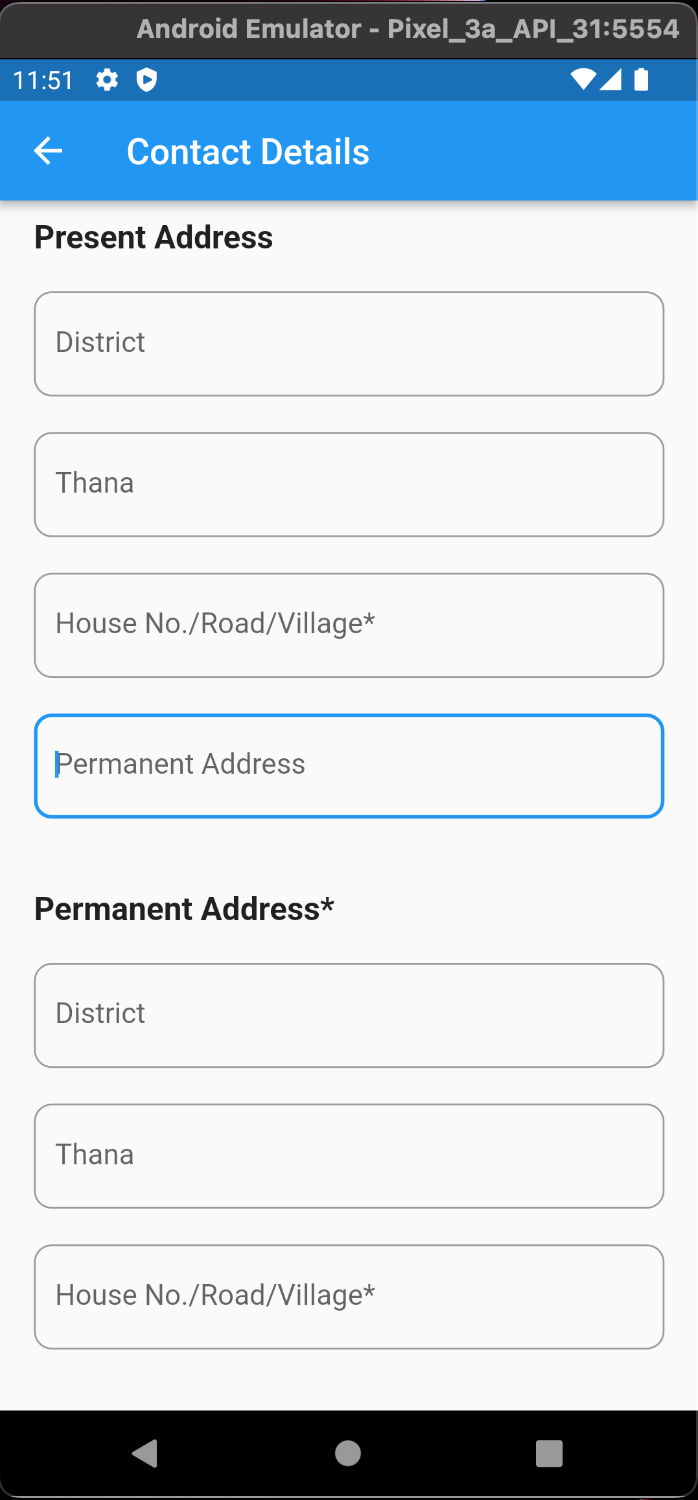 Android Emulator - Pixel_3a_API_31:5554
11:51
Contact Details
Present Address
District
Thana
House No./Road/Village*
Permanent Address
Permanent Address*
District
Thana
House No./Road/Village*